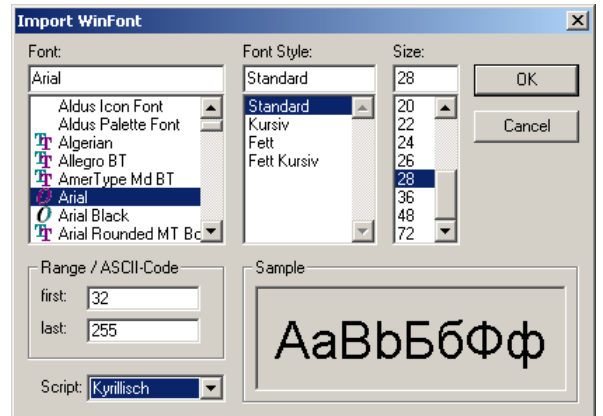 Import WinFont
Font:
Arial
Aldus Icon Font
Aldus Palette Font
Algerian
Allegro BT
AmerType Md BT
Arial
Arial Black
Arial Rounded MT Bc
Font Style:
Standard
Standard
Kursiv
Fett
Fett Kursiv
Size:
28
20
22
24
26
28
36
48
72
OK
Cancel
Range / ASCII-Code
first: 32
last: 255
Script: Kyrillisch
Sample
AaBbБбФф